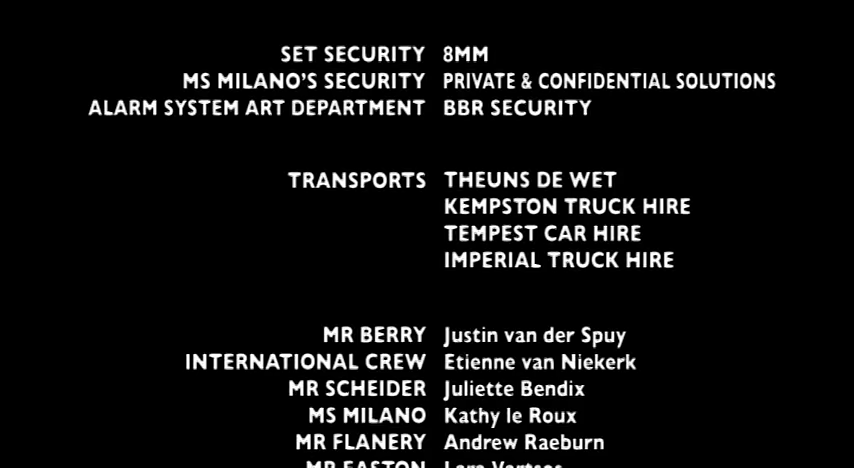 SET SECURITY 8MM
MS MILANO'S SECURITY PRIVATE & CONFIDENTIAL SOLUTIONS
ALARM SYSTEM ART DEPARTMENT BBR SECURITY
TRANSPORTS THEUNS DE WET
KEMPSTON TRUCK HIRE
TEMPEST CAR HIRE
IMPERIAL TRUCK HIRE
MR BERRY Justin van der Spuy
INTERNATIONAL CREW Etienne van Niekerk
MR SCHEIDER Juliette Bendix
MS MILANO Kathy le Roux
MR FLANERY Andrew Raeburn
MR EASTON